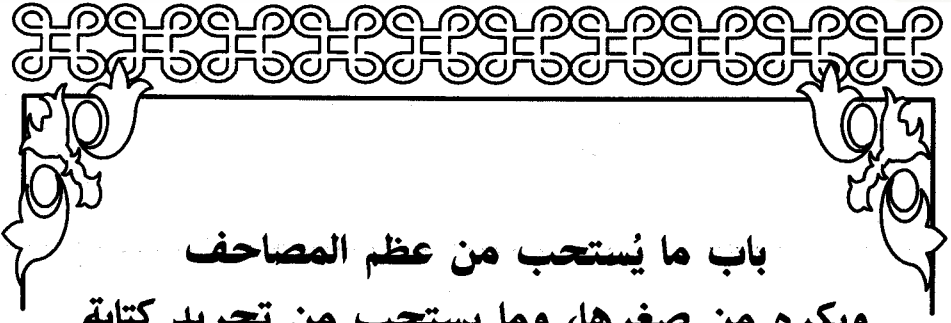 باب ما يُستحب من عظم المصاحف
ويكره من صغرها، وما يستحب من تجريد كتابة